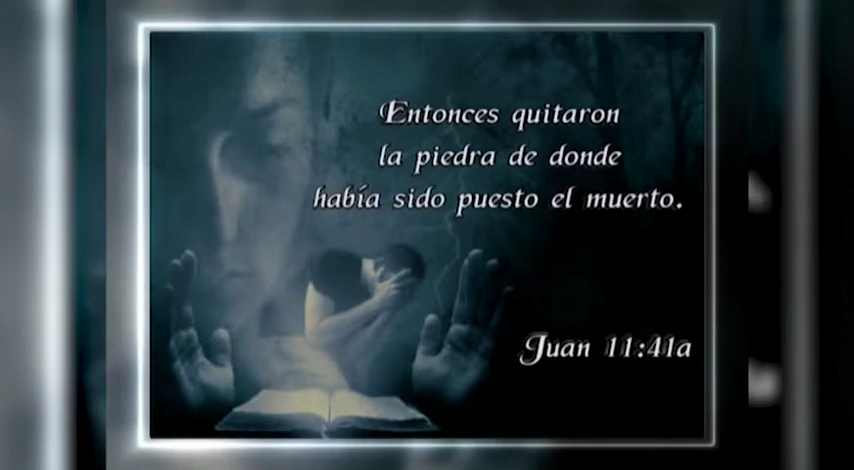 Entonces quitaron
la piedra de donde
había sido puesto el muerto.
Juan 11:41a